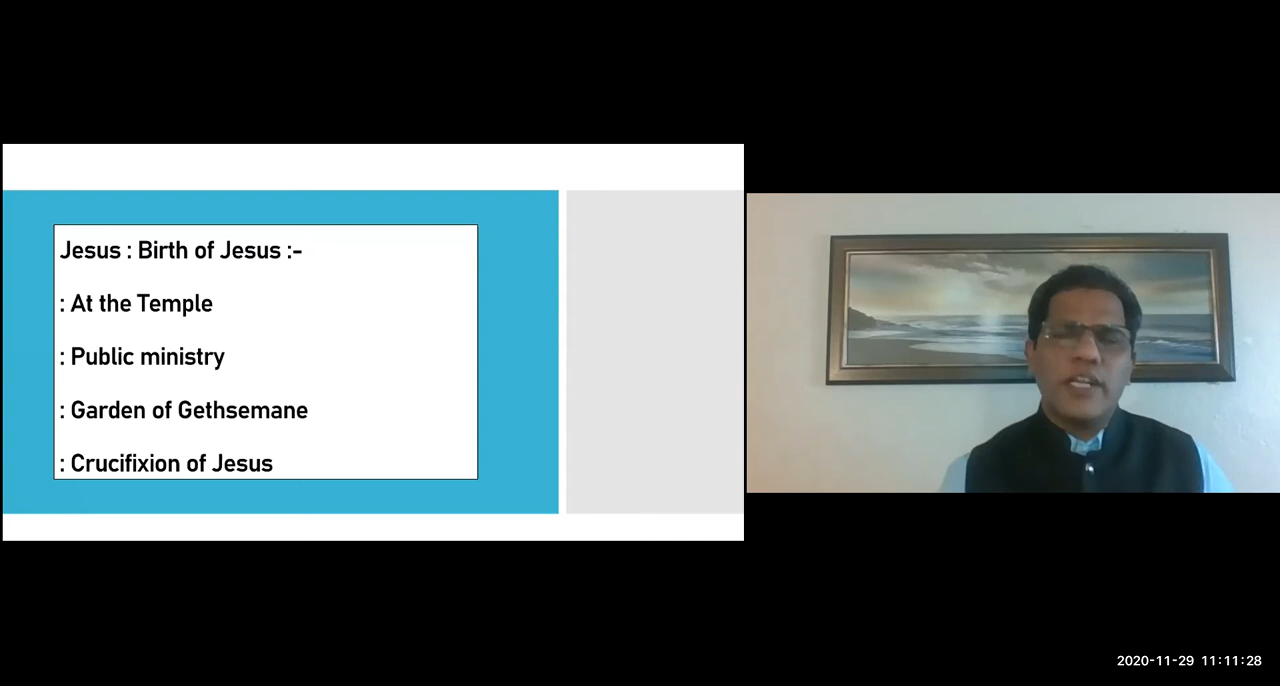 Jesus : Birth of Jesus :-
: At the Temple
: Public ministry
: Garden of Gethsemane
: Crucifixion of Jesus
2020-11-29 11:11:28